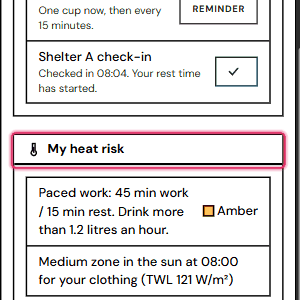 One cup now, then every
15 minutes.
REMINDER
Shelter A check-in
Checked in 08:04. Your rest time
has started.
My heat risk
Paced work: 45 min work
/ 15 min rest. Drink more
than 1.2 litres an hour.
Amber
Medium zone in the sun at 08:00
for your clothing (TWL 121 W/m²)